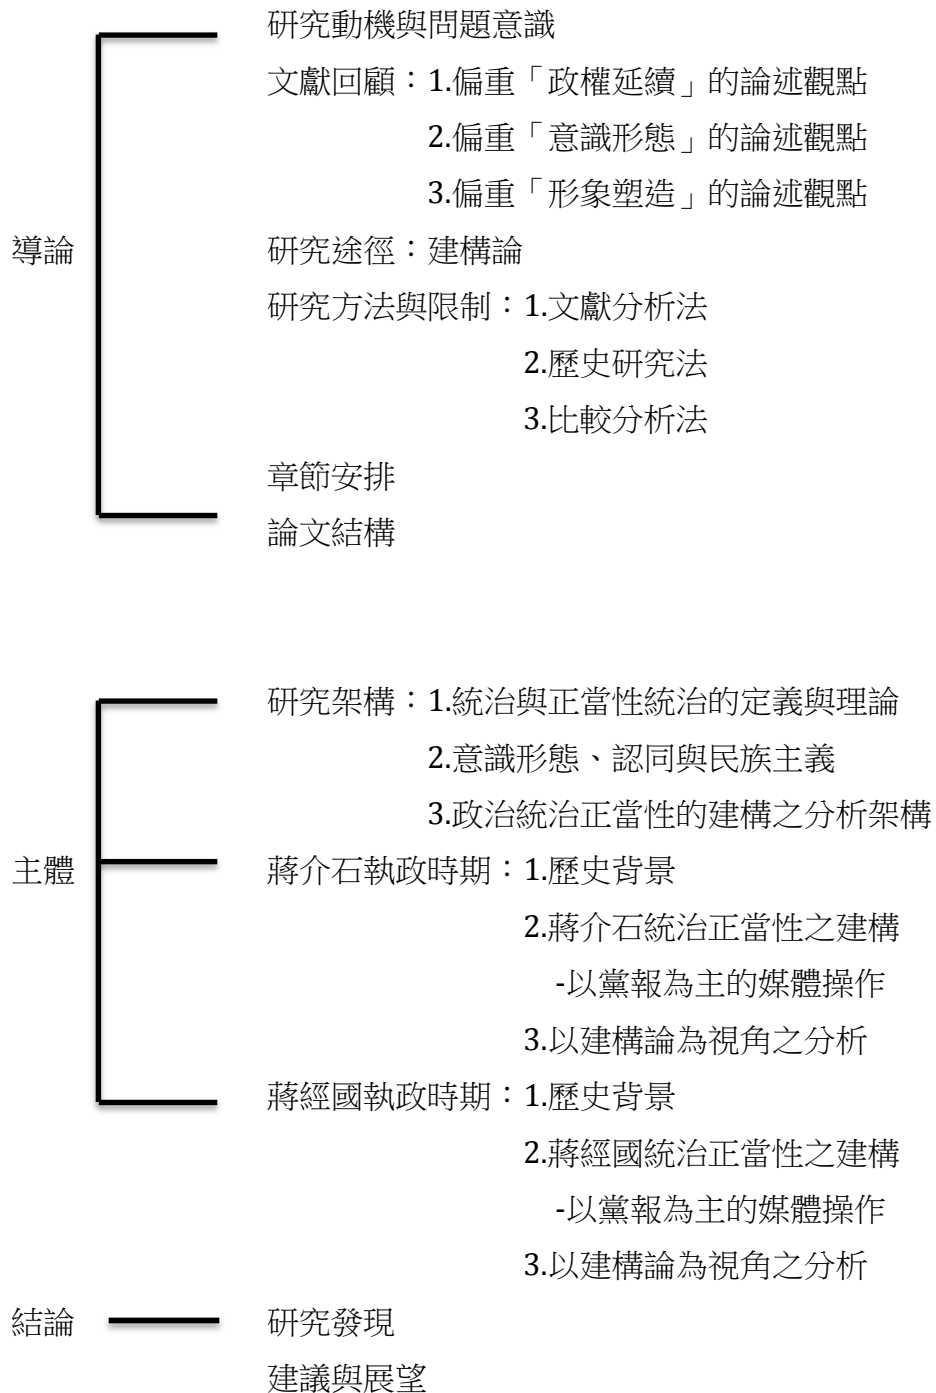 研究動機與問題意識
文獻回顧：1.偏重「政權延續」的論述觀點
2.偏重「意識形態」的論述觀點
3.偏重「形象塑造」的論述觀點
導論 研究途徑：建構論
研究方法與限制：1.文獻分析法
2.歷史研究法
3.比較分析法
章節安排
論文結構
研究架構：1.統治與正當性統治的定義與理論
2.意識形態、認同與民族主義
3.政治統治正當性的建構之分析架構
主體 蔣介石執政時期：1.歷史背景
2.蔣介石統治正當性之建構
-以黨報為主的媒體操作
3.以建構論為視角之分析
蔣經國執政時期：1.歷史背景
2.蔣經國統治正當性之建構
-以黨報為主的媒體操作
3.以建構論為視角之分析
結論 研究發現
建議與展望